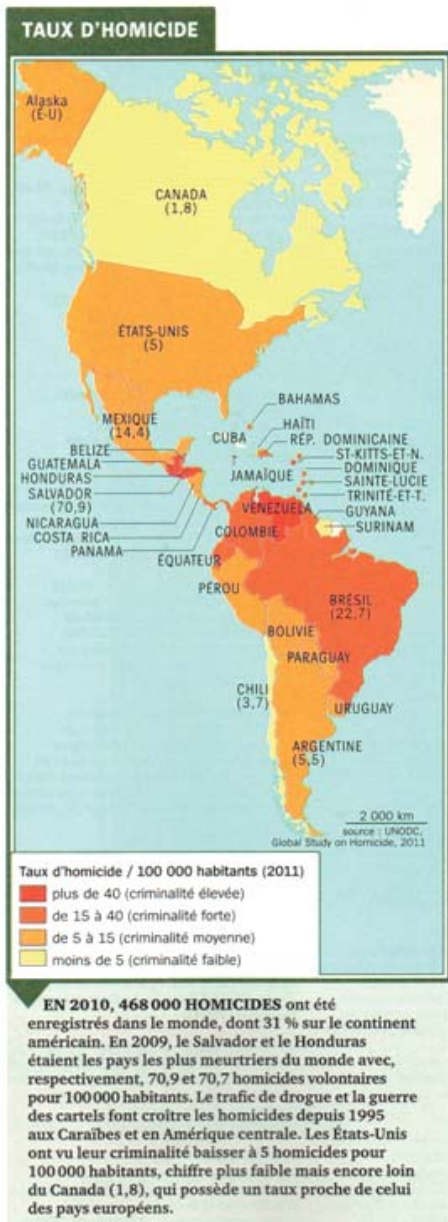 TAUX D'HOMICIDE
Alaska
(É-U)
CANADA
(1,8)
ÉTATS-UNIS
(5)
MEXIQUE
(14,4)
BAHAMAS
CUBA
HAÏTI
RÉP. DOMINICAINE
BELIZE
ST-KITTS-ET-N.
GUATEMALA
DOMINIQUE
HONDURAS
JAMAÏQUE
SAINTE-LUCIE
SALVADOR
(70,9)
TRINITÉ-ET-T.
NICARAGUA
VENEZUELA
GUYANA
COSTA RICA
SURINAM
PANAMA
COLOMBIE
ÉQUATEUR
PÉROU
BRÉSIL
(22,7)
BOLIVIE
PARAGUAY
CHILI
(3,7)
URUGUAY
ARGENTINE
(5,5)
2 000 km
source : UNODC,
Global Study on Homicide, 2011
Taux d'homicide / 100 000 habitants (2011)
plus de 40 (criminalité élevée)
de 15 à 40 (criminalité forte)
de 5 à 15 (criminalité moyenne)
moins de 5 (criminalité faible)
EN 2010, 468 000 HOMICIDES ont été
enregistrés dans le monde, dont 31 % sur le continent
américain. En 2009, le Salvador et le Honduras
étaient les pays les plus meurtriers du monde avec,
respectivement, 70,9 et 70,7 homicides volontaires
pour 100 000 habitants. Le trafic de drogue et la guerre
des cartels font croître les homicides depuis 1995
aux Caraïbes et en Amérique centrale. Les États-Unis
ont vu leur criminalité baisser à 5 homicides pour
100 000 habitants, chiffre plus faible mais encore loin
du Canada (1,8), qui possède un taux proche de celui
des pays européens.